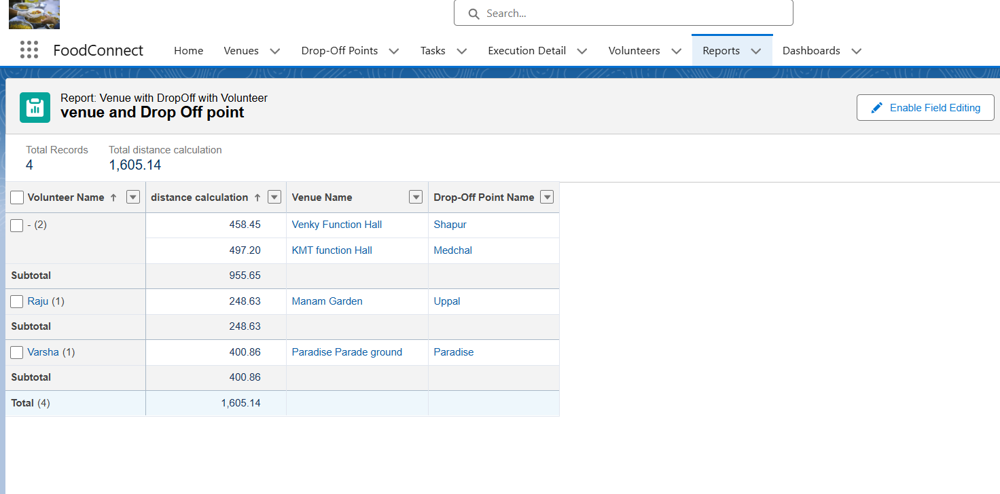 Search...
FoodConnect Home Venues Drop-Off Points Tasks Execution Detail Volunteers Reports Dashboards
Report: Venue with DropOff with Volunteer
venue and Drop Off point
Enable Field Editing
Total Records Total distance calculation
4 1,605.14
Volunteer Name ↑ distance calculation ↑ Venue Name Drop-Off Point Name
- (2) 458.45 Venky Function Hall Shapur
497.20 KMT function Hall Medchal
Subtotal 955.65
Raju (1) 248.63 Manam Garden Uppal
Subtotal 248.63
Varsha (1) 400.86 Paradise Parade ground Paradise
Subtotal 400.86
Total (4) 1,605.14